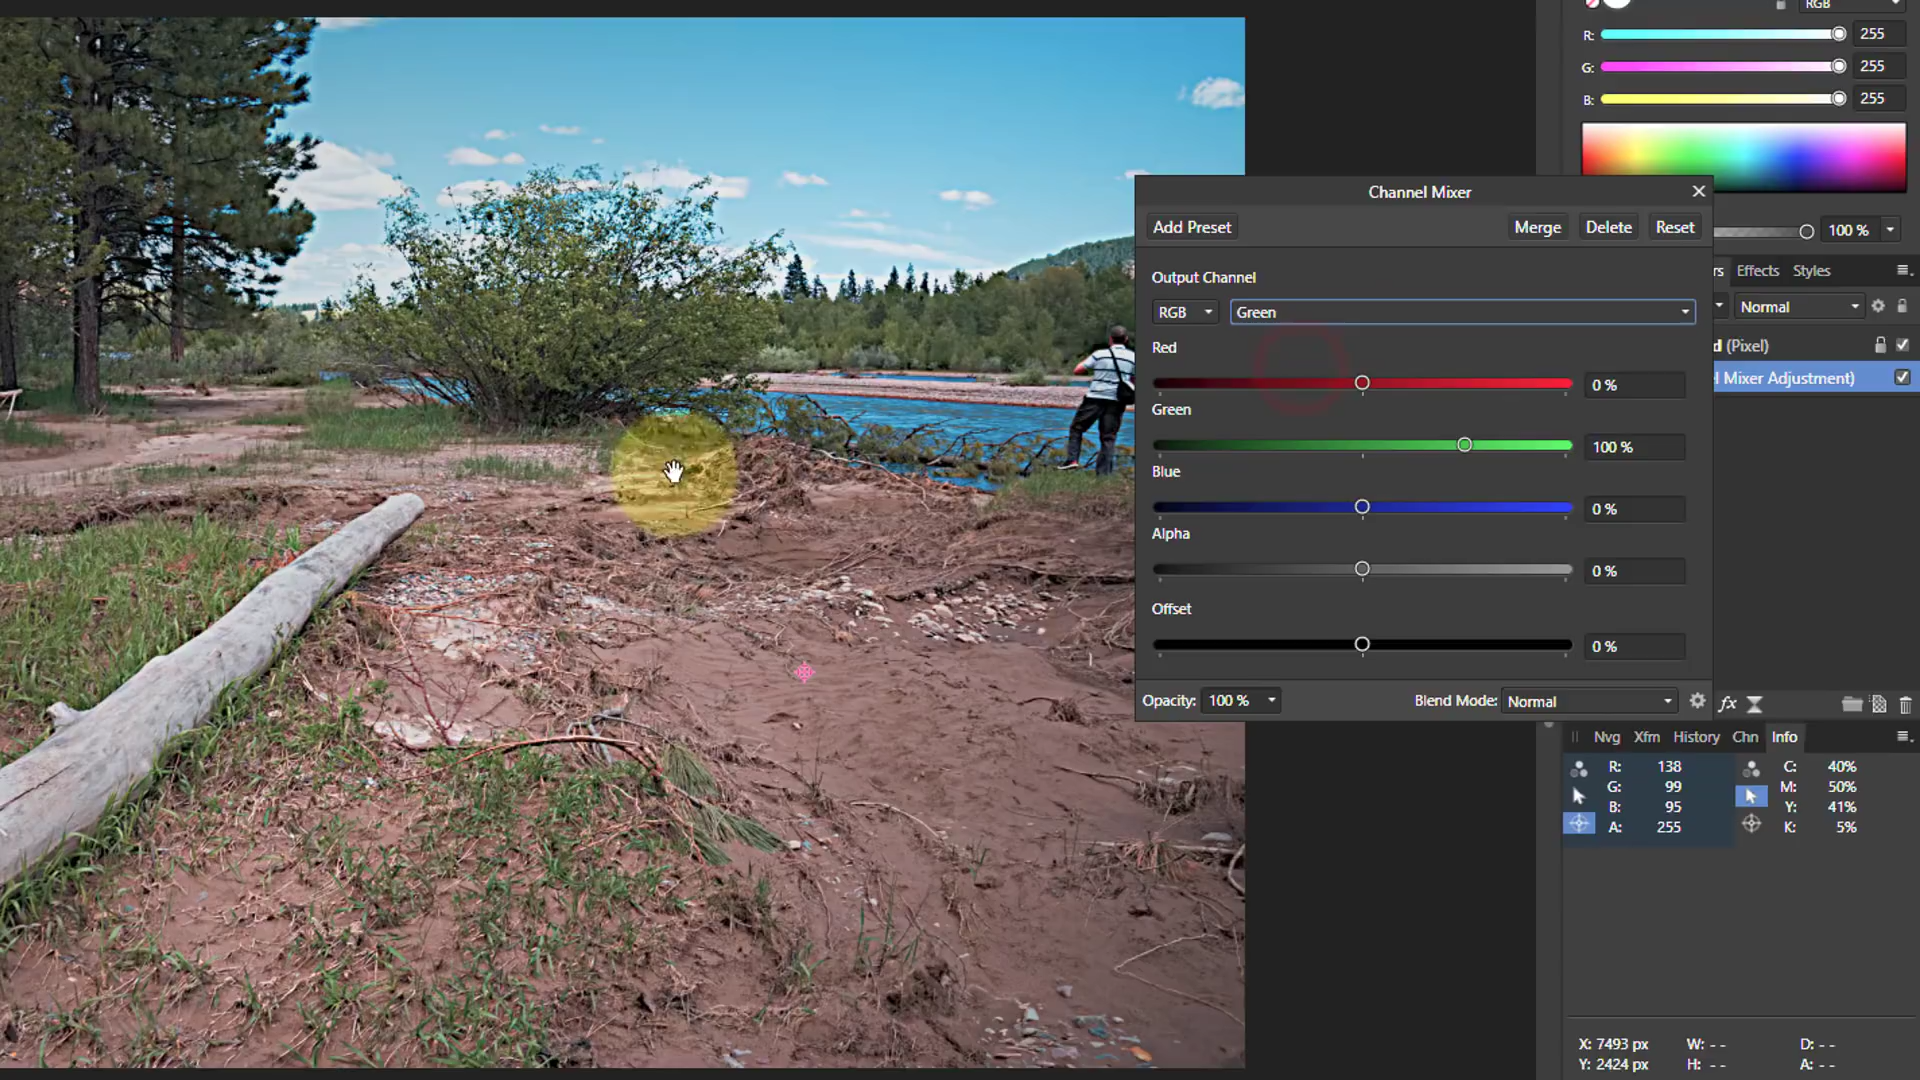 RGB
R: 255
G: 255
B: 255
Channel Mixer
Add Preset Merge Delete Reset
100 %
Output Channel
Effects Styles
RGB Green
Normal
Red
(Pixel)
0 %
Mixer Adjustment)
Green
100 %
Blue
0 %
Alpha
0 %
Offset
0 %
Opacity: 100 % Blend Mode: Normal
fx
Nvg Xfm History Chn Info
R: 138 C: 40%
G: 99 M: 50%
B: 95 Y: 41%
A: 255 K: 5%
X: 7493 px W: - - D: - -
Y: 2424 px H: - - A: - -